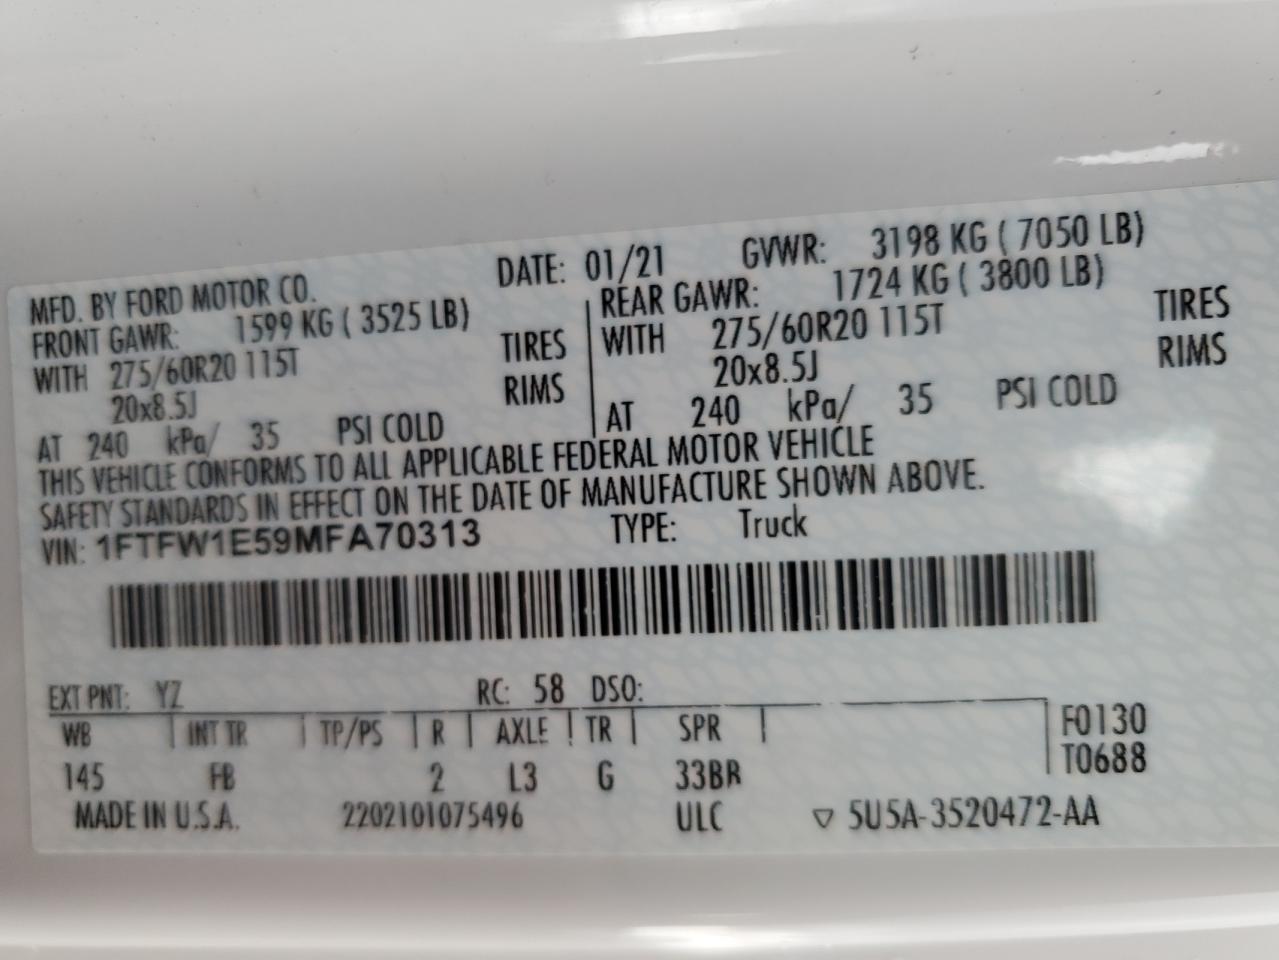 MFD. BY FORD MOTOR CO. DATE: 01/21 GVWR: 3198 KG ( 7050 LB)
FRONT GAWR: 1599 KG ( 3525 LB) REAR GAWR: 1724 KG ( 3800 LB)
WITH 275/60R20 115T TIRES WITH 275/60R20 115T TIRES
20x8.5J RIMS 20x8.5J RIMS
AT 240 kPa/ 35 PSI COLD AT 240 kPa/ 35 PSI COLD
THIS VEHICLE CONFORMS TO ALL APPLICABLE FEDERAL MOTOR VEHICLE
SAFETY STANDARDS IN EFFECT ON THE DATE OF MANUFACTURE SHOWN ABOVE.
VIN: 1FTFW1E59MFA70313 TYPE: Truck
EXT PNT: YZ RC: 58 DSO:
WB INT TR TP/PS R AXLE TR SPR F0130
145 FB 2 L3 G 33BR T0688
MADE IN U.S.A. 2202101075496 ULC ▽ 5U5A-3520472-AA